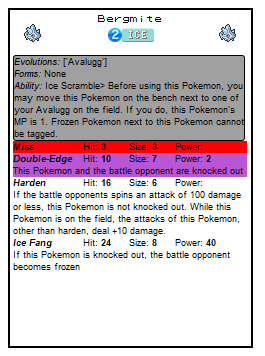 Bergmite
2 ICE
Evolutions: ['Avalugg']
Forms: None
Ability: Ice Scramble> Before using this Pokemon, you
may move this Pokemon on the bench next to one of
your Avalugg on the field. If you do, this Pokemon's
MP is 1. Frozen Pokemon next to this Pokemon cannot
be tagged.
Miss Hit: 3 Size: 3 Power:
Double-Edge Hit: 10 Size: 7 Power: 2
This Pokemon and the battle opponent are knocked out
Harden Hit: 16 Size: 6 Power:
If the battle opponents spins an attack of 100 damage
or less, this Pokemon is not knocked out. While this
Pokemon is on the field, the attacks of this Pokemon,
other than harden, deal +10 damage.
Ice Fang Hit: 24 Size: 8 Power: 40
If this Pokemon is knocked out, the battle opponent
becomes frozen